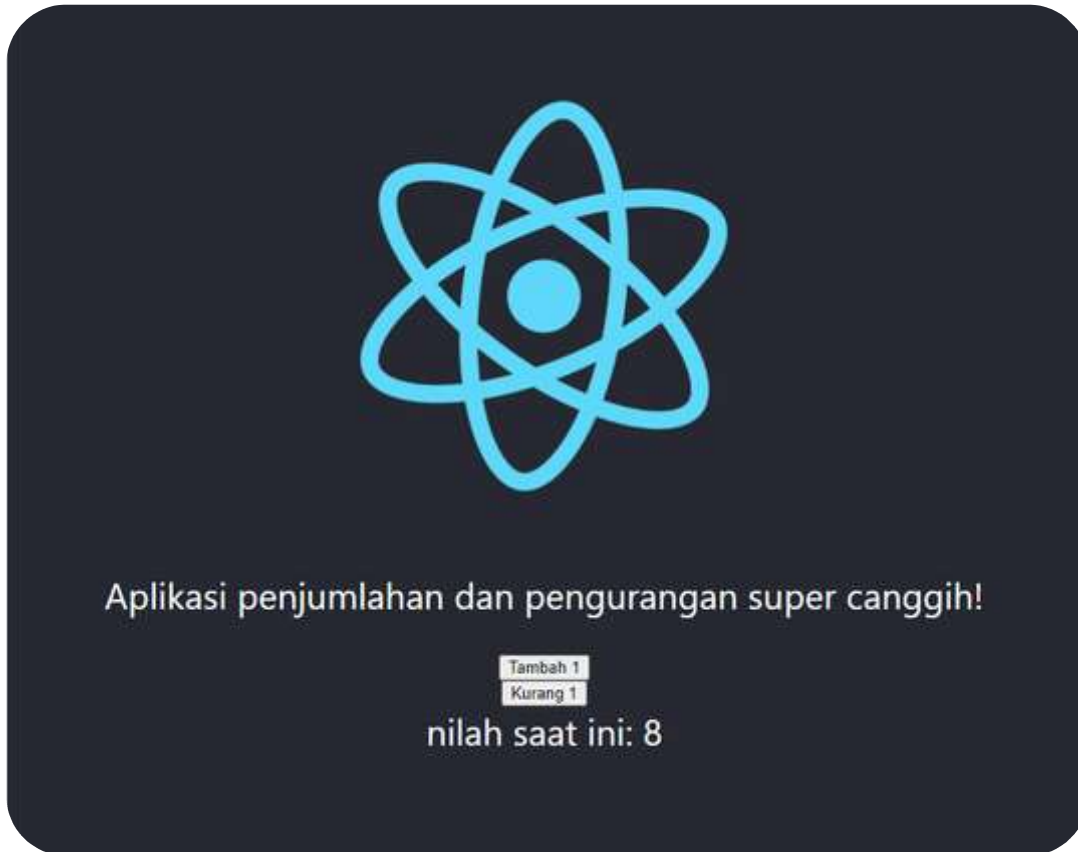 Aplikasi penjumlahan dan pengurangan super canggih!
Tambah 1
Kurang 1
nilah saat ini: 8